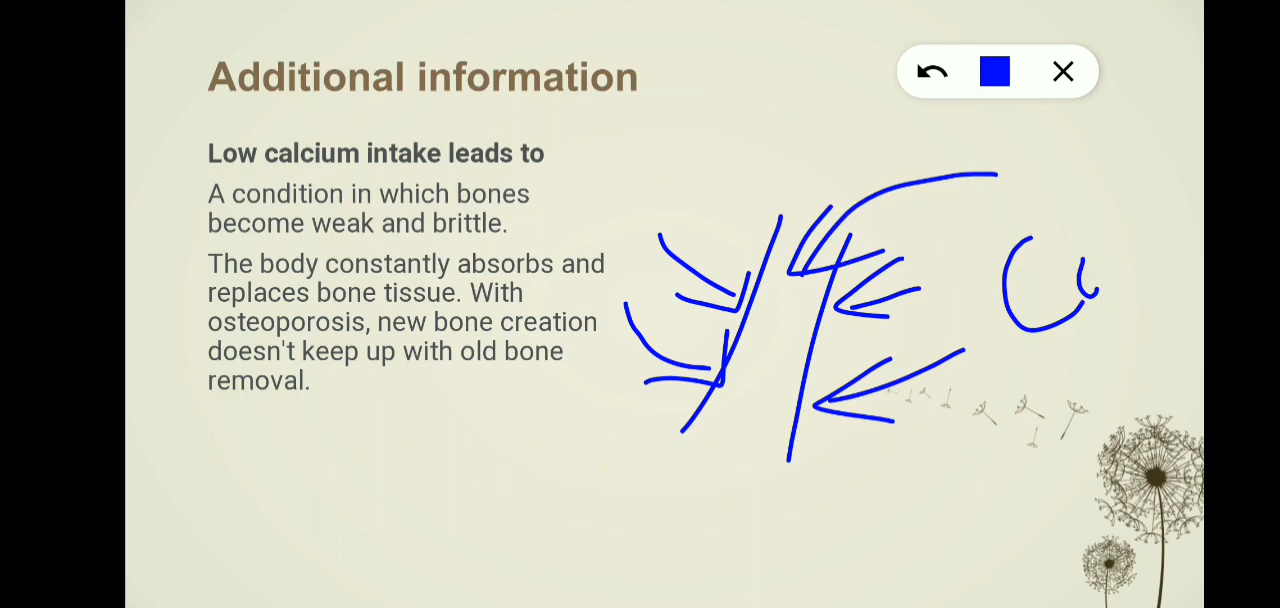 Additional information
Low calcium intake leads to
A condition in which bones
become weak and brittle.
The body constantly absorbs and
replaces bone tissue. With
osteoporosis, new bone creation
doesn't keep up with old bone
removal.